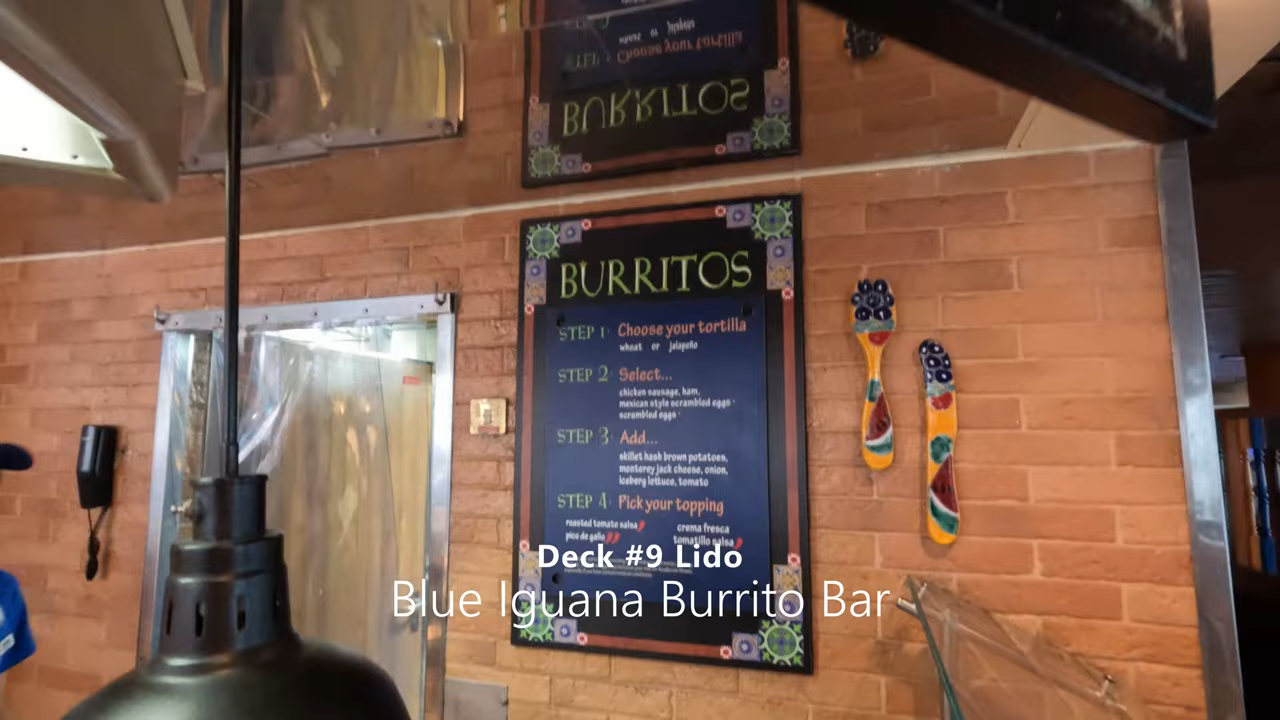 BURRITOS
STEP 1· Choose your tortilla
wheat or jalapeño
STEP 2· Select...
chicken sausage, ham,
mexican style scrambled eggs ·
scrambled eggs ·
STEP 3· Add...
skillet hash brown potatoes,
monterey jack cheese, onion,
iceberg lettuce, tomato
STEP 4· Pick your topping
roasted tomato salsa
crema fresca
pico de gallo
tomatillo salsa
Deck #9 Lido
Blue Iguana Burrito Bar